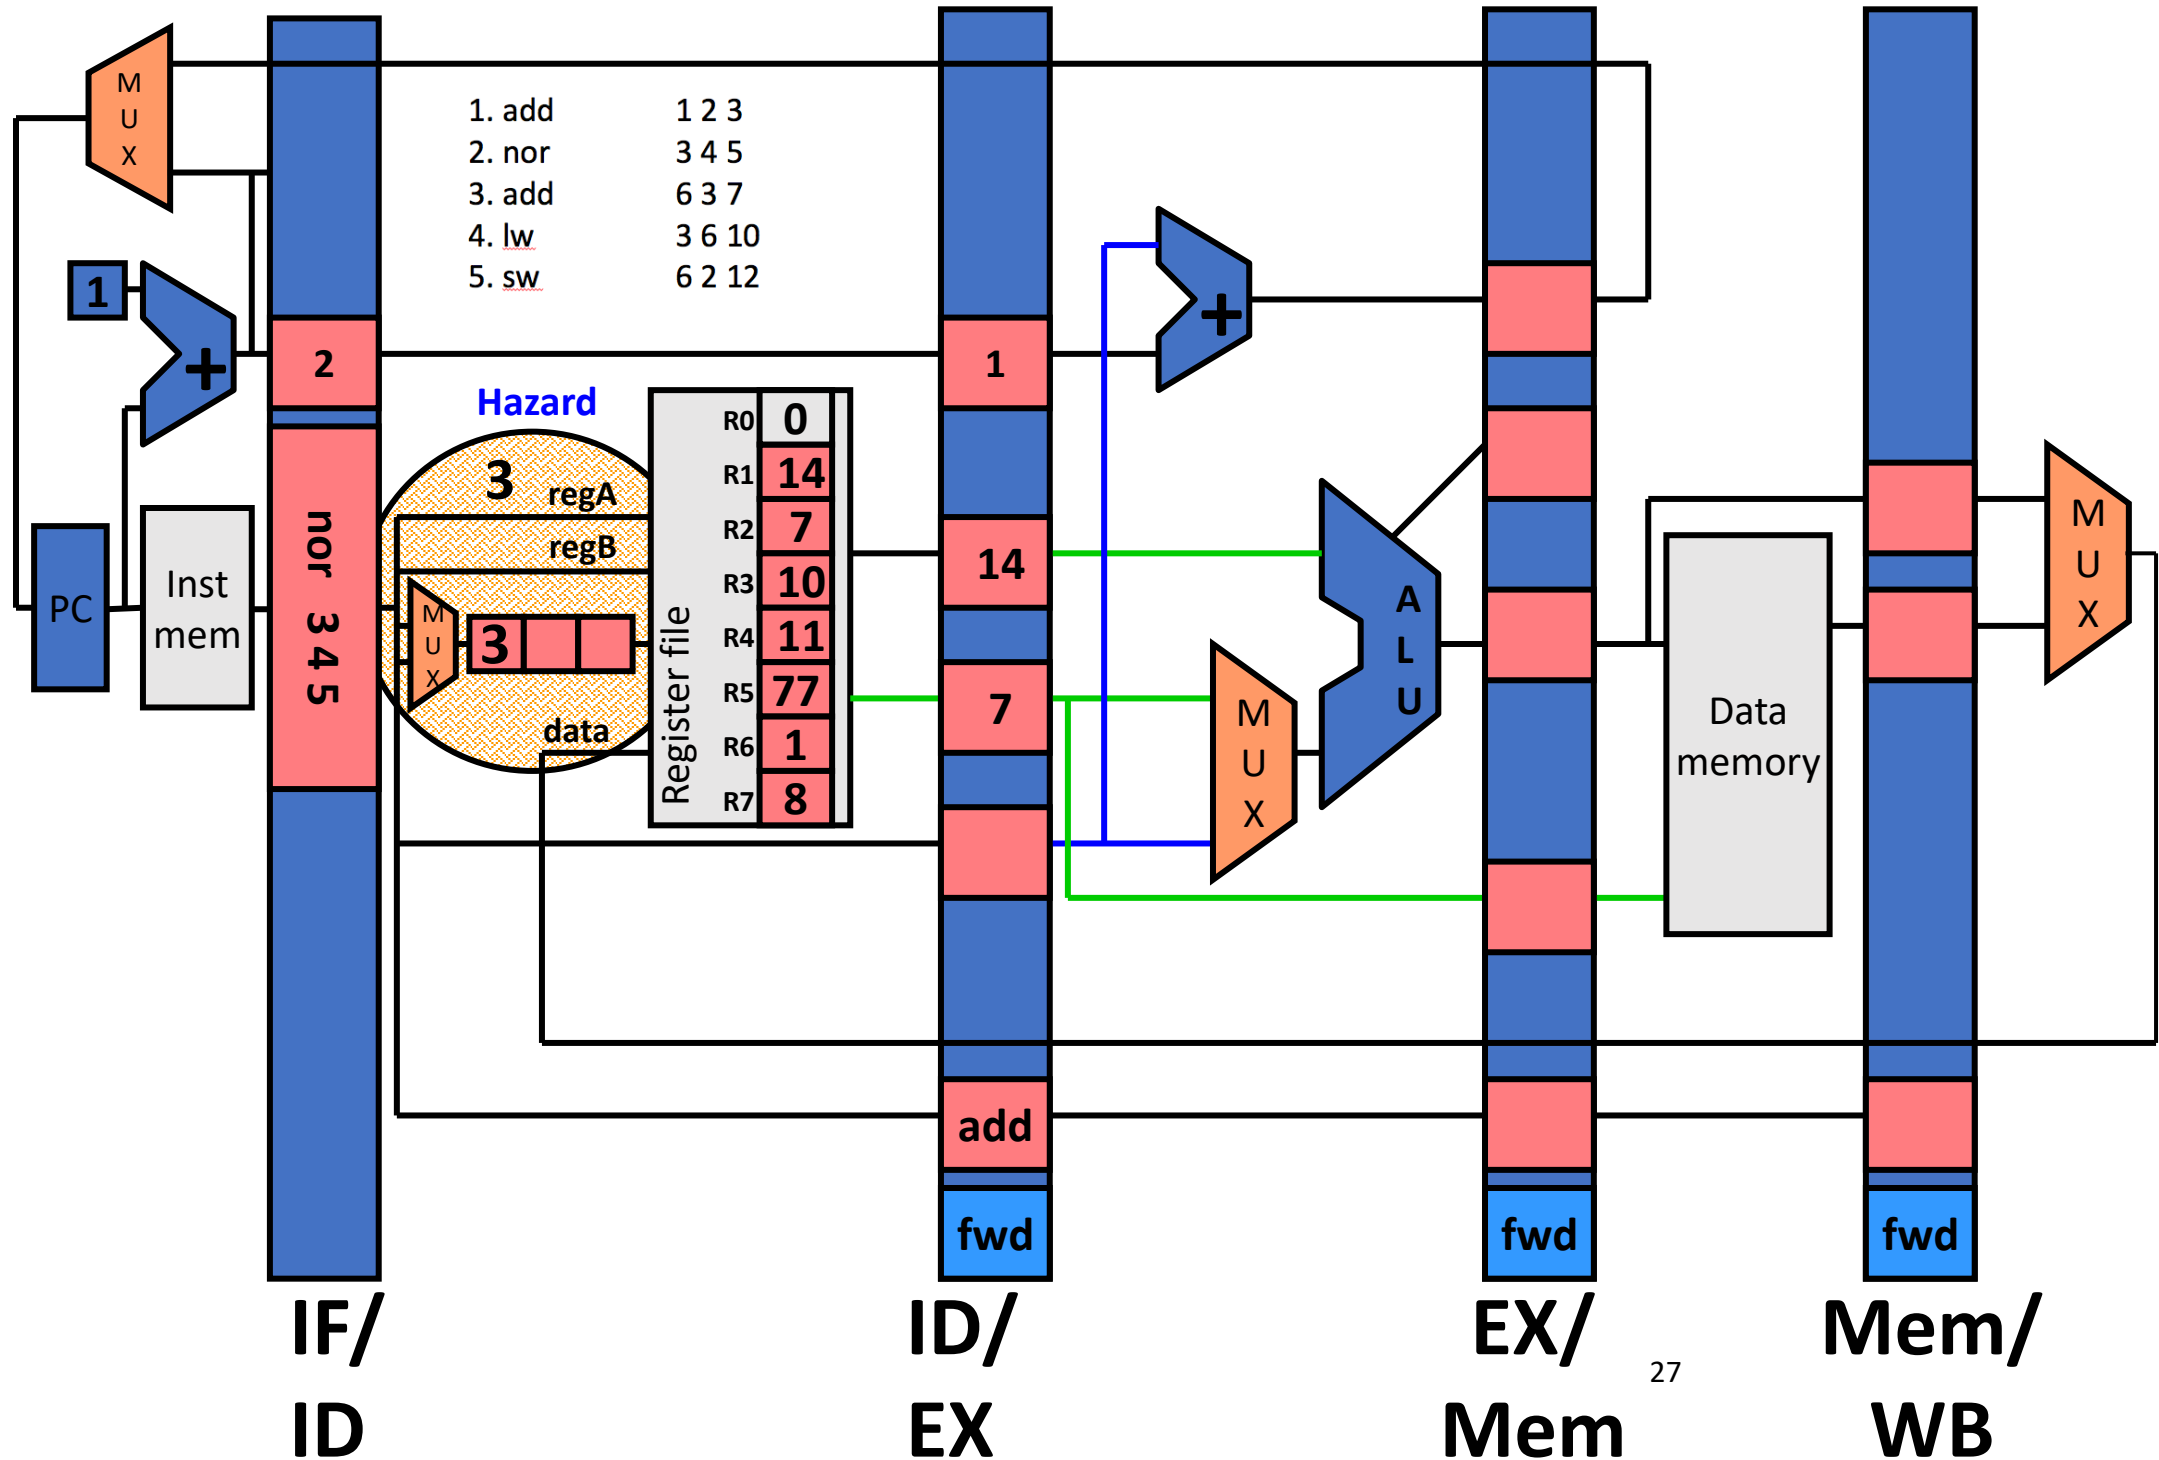 M
U
X
1. add 1 2 3
2. nor 3 4 5
3. add 6 3 7
4. lw 3 6 10
5. sw 6 2 12
1
+
2
1
+
Hazard
3
regA
regB
M
U
X
3
data
Register file
R0 0
R1 14
R2 7
R3 10
R4 11
R5 77
R6 1
R7 8
PC
Inst
mem
nor 3 4 5
14
7
M
U
X
A
L
U
Data
memory
M
U
X
add
fwd
fwd
fwd
IF/
ID
ID/
EX
EX/
Mem
27
Mem/
WB